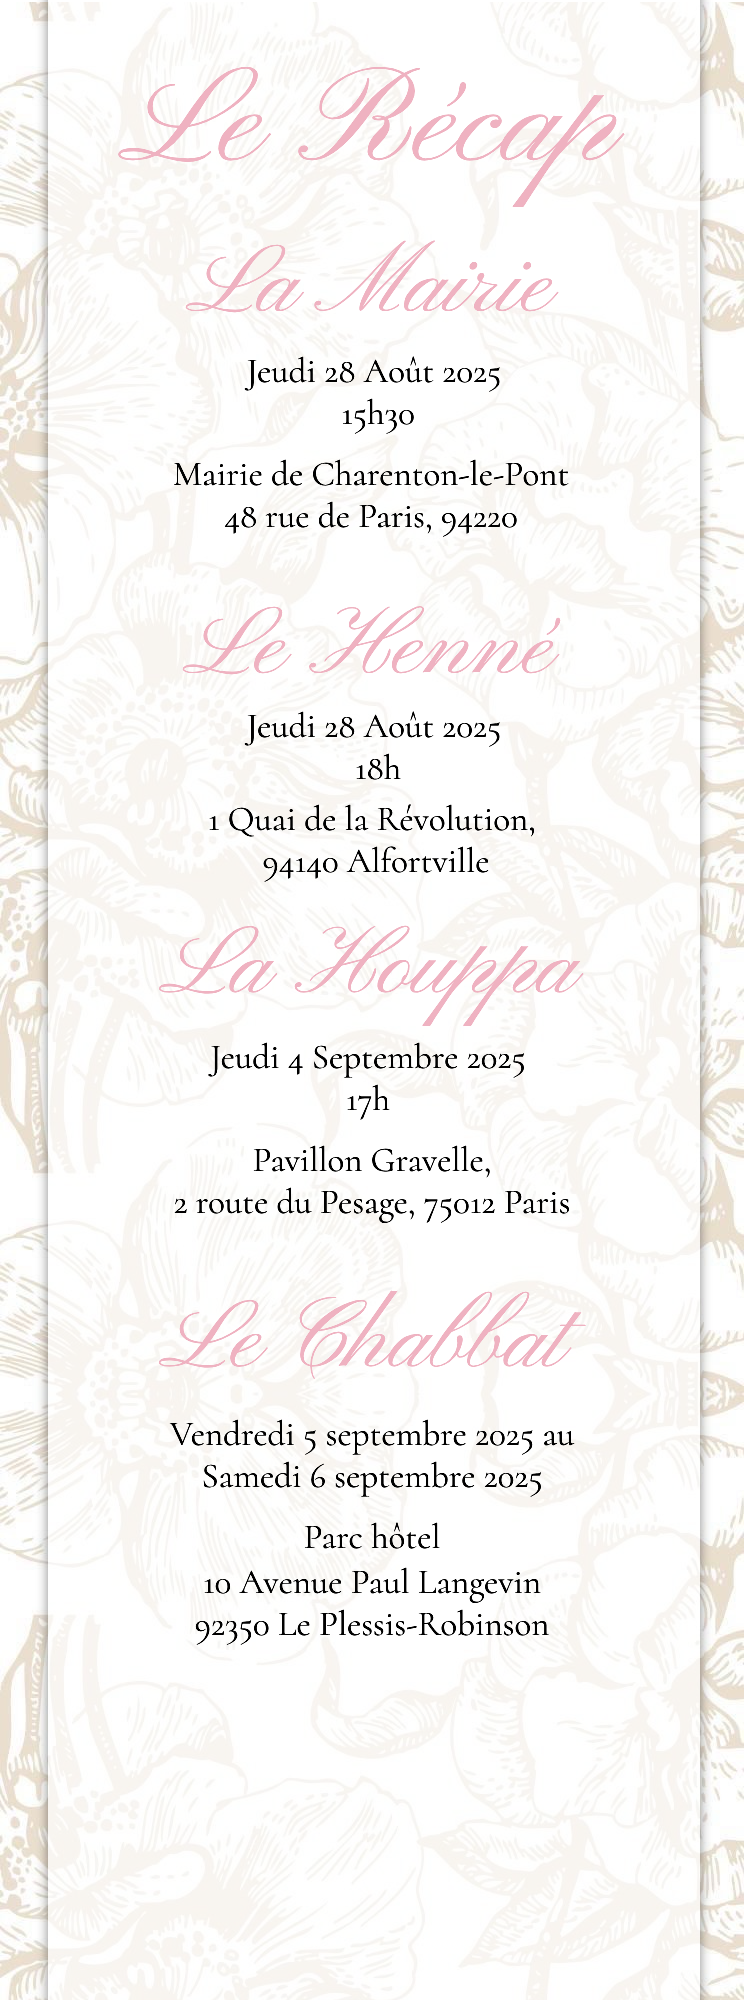 Le Récap
La Mairie
Jeudi 28 Août 2025
15h30
Mairie de Charenton-le-Pont
48 rue de Paris, 94220
Le Henné
Jeudi 28 Août 2025
18h
1 Quai de la Révolution,
94140 Alfortville
La Houppa
Jeudi 4 Septembre 2025
17h
Pavillon Gravelle,
2 route du Pesage, 75012 Paris
Le Chabbat
Vendredi 5 septembre 2025 au
Samedi 6 septembre 2025
Parc hôtel
10 Avenue Paul Langevin
92350 Le Plessis-Robinson